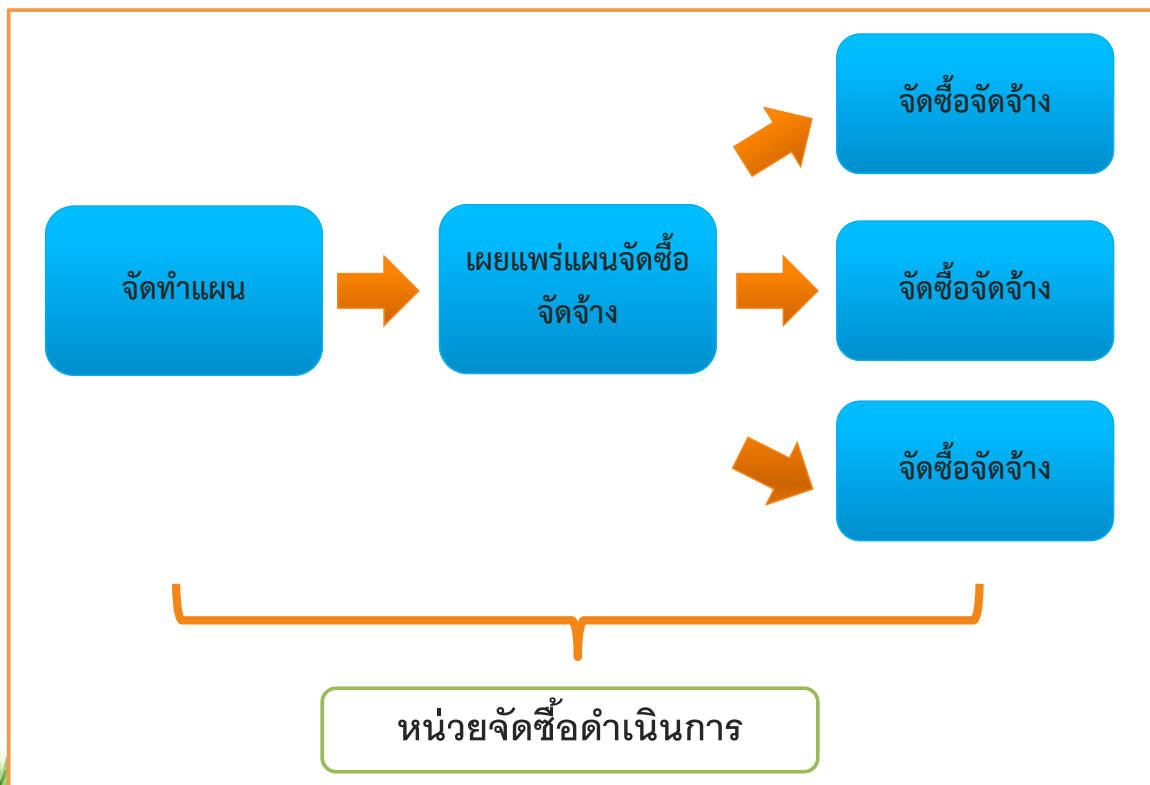 จัดทำแผน
เผยแพร่แผนจัดซื้อ
จัดจ้าง
จัดซื้อจัดจ้าง
จัดซื้อจัดจ้าง
จัดซื้อจัดจ้าง
หน่วยจัดซื้อดำเนินการ